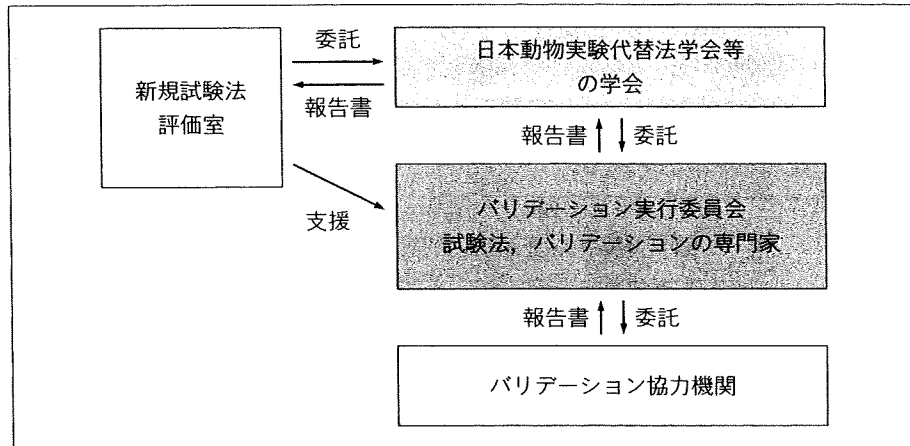 新規試験法
評価室
委託
報告書
日本動物実験代替法学会等
の学会
報告書
委託
支援
バリデーション実行委員会
試験法，バリデーションの専門家
報告書
委託
バリデーション協力機関